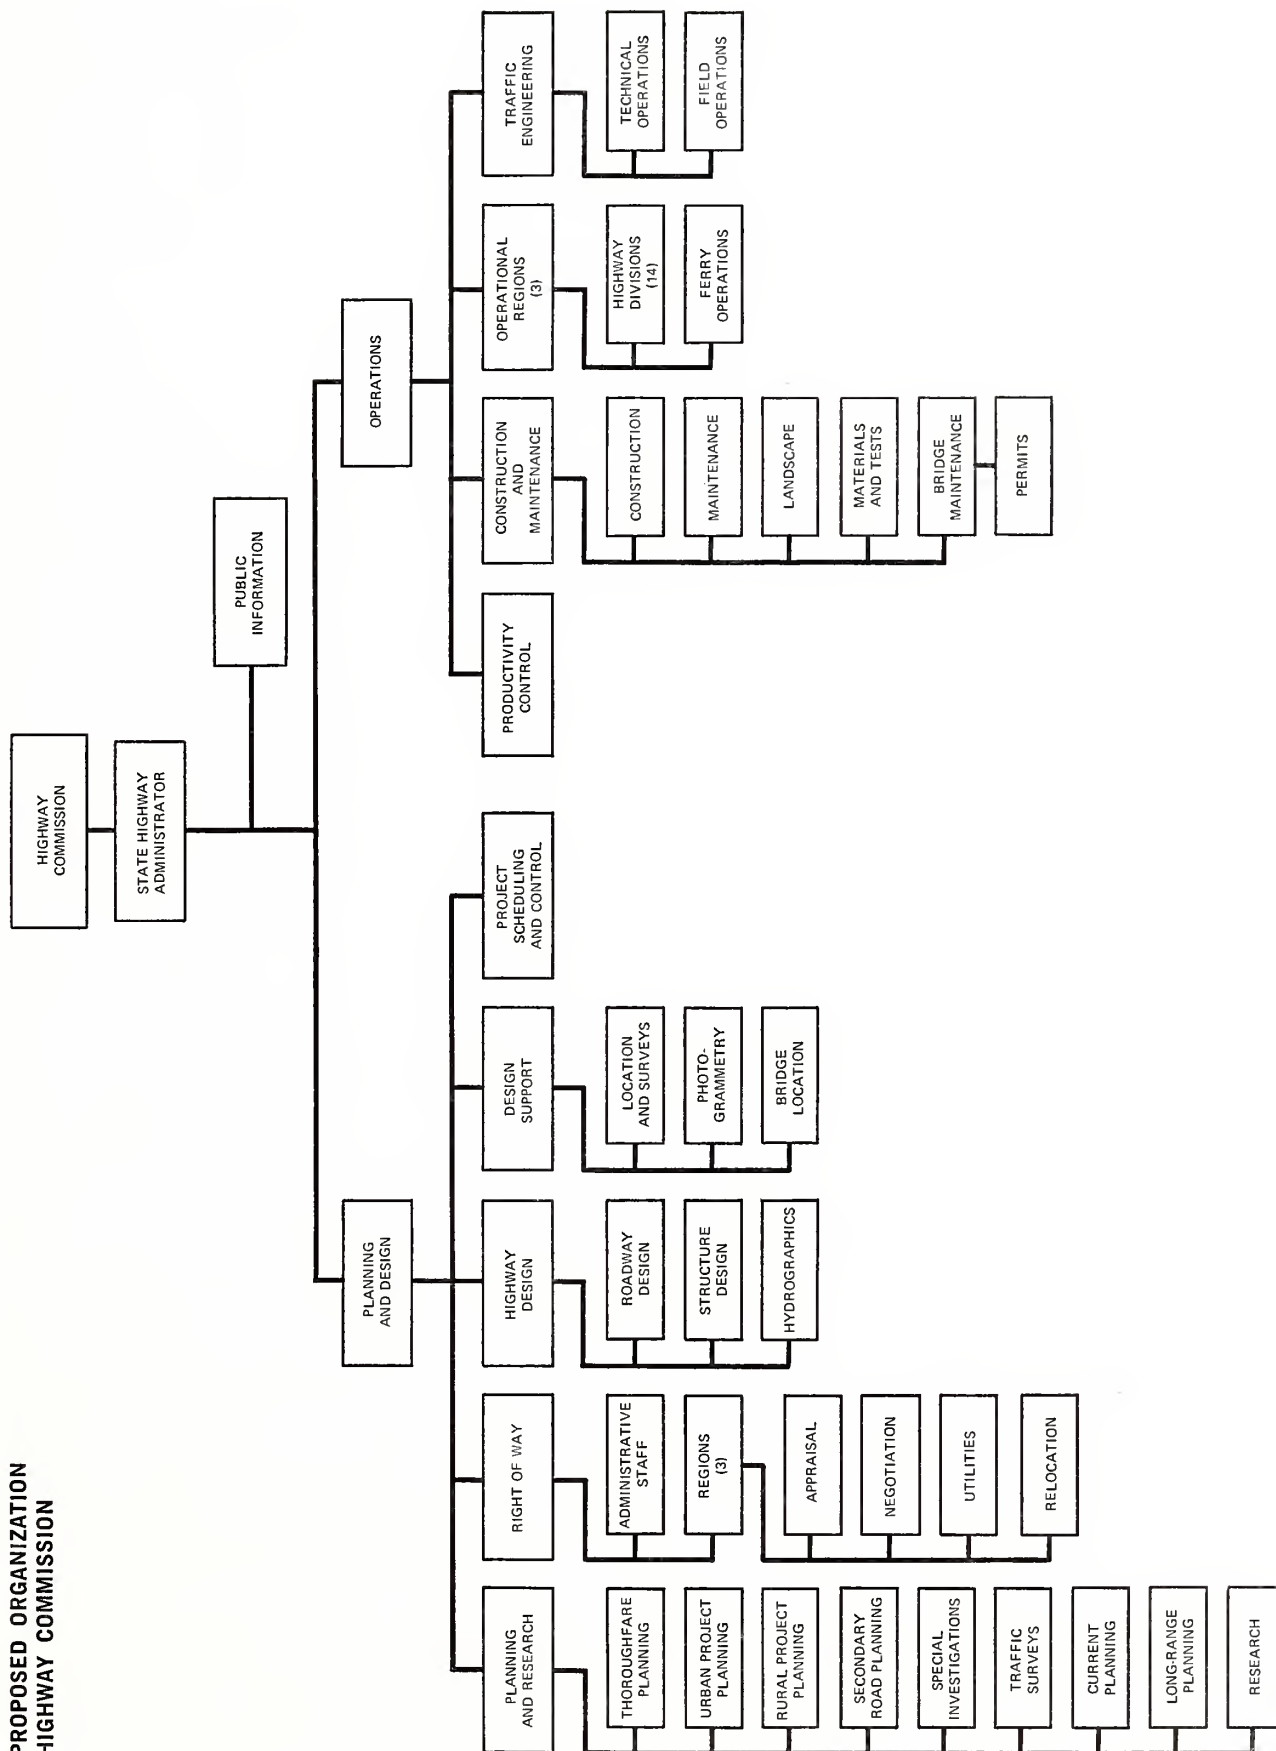 PROPOSED ORGANIZATION
HIGHWAY COMMISSION
HIGHWAY
COMMISSION
STATE HIGHWAY
ADMINISTRATOR
PUBLIC
INFORMATION
PLANNING
AND DESIGN
OPERATIONS
PLANNING
AND RESEARCH
RIGHT OF WAY
HIGHWAY
DESIGN
DESIGN
SUPPORT
PROJECT
SCHEDULING
AND CONTROL
PRODUCTIVITY
CONTROL
CONSTRUCTION
AND
MAINTENANCE
OPERATIONAL
REGIONS
(3)
TRAFFIC
ENGINEERING
THOROUGHFARE
PLANNING
URBAN PROJECT
PLANNING
RURAL PROJECT
PLANNING
SECONDARY
ROAD PLANNING
SPECIAL
INVESTIGATIONS
TRAFFIC
SURVEYS
CURRENT
PLANNING
LONG-RANGE
PLANNING
RESEARCH
ADMINISTRATIVE
STAFF
REGIONS
(3)
APPRAISAL
NEGOTIATION
UTILITIES
RELOCATION
ROADWAY
DESIGN
STRUCTURE
DESIGN
HYDROGRAPHICS
LOCATION
AND SURVEYS
PHOTO-
GRAMMETRY
BRIDGE
LOCATION
CONSTRUCTION
MAINTENANCE
LANDSCAPE
MATERIALS
AND TESTS
BRIDGE
MAINTENANCE
PERMITS
HIGHWAY
DIVISIONS
(14)
FERRY
OPERATIONS
TECHNICAL
OPERATIONS
FIELD
OPERATIONS